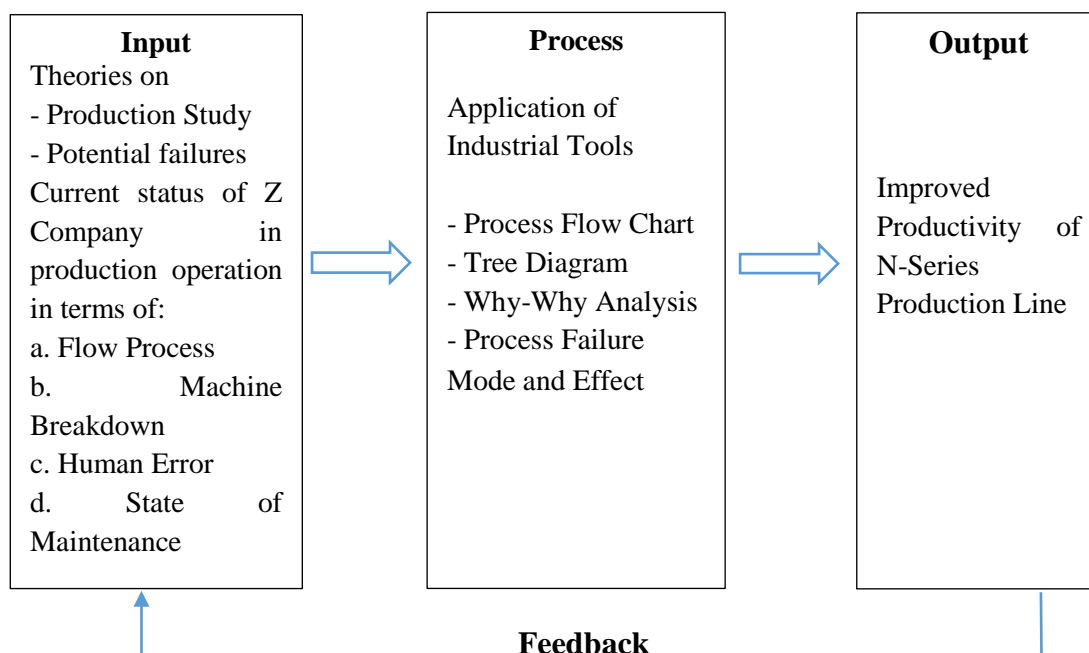 Input
Theories on
- Production Study
- Potential failures
Current status of Z
Company in
production operation
in terms of:
a. Flow Process
b. Machine
Breakdown
c. Human Error
d. State of
Maintenance
Process
Application of
Industrial Tools
- Process Flow Chart
- Tree Diagram
- Why-Why Analysis
- Process Failure
Mode and Effect
Output
Improved
Productivity of
N-Series
Production Line
Feedback